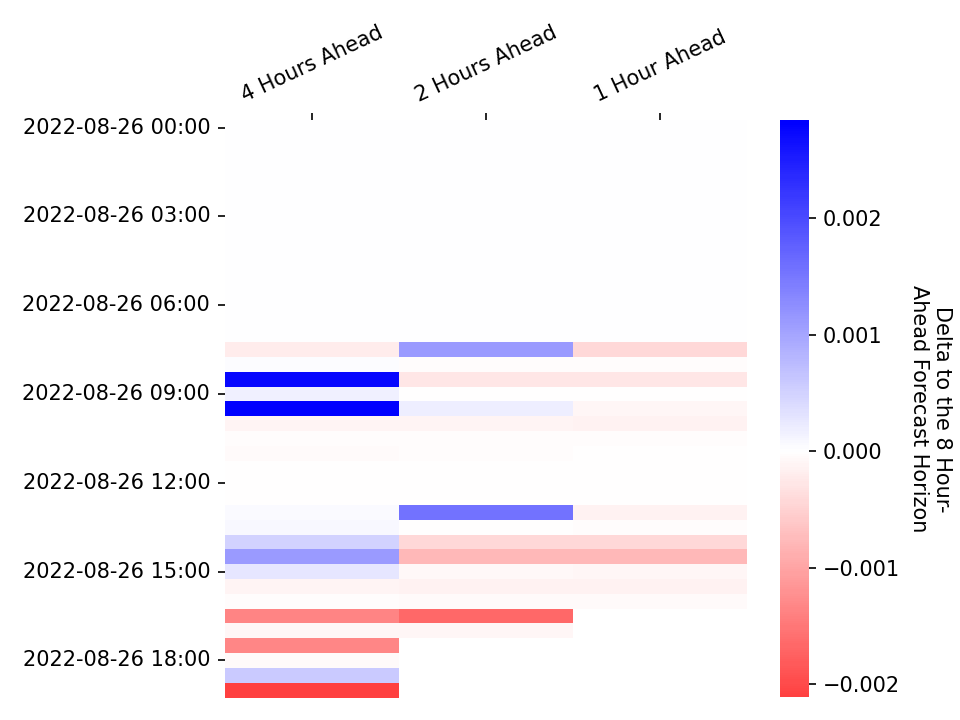 4 Hours Ahead
2 Hours Ahead
1 Hour Ahead
2022-08-26 00:00
2022-08-26 03:00
2022-08-26 06:00
2022-08-26 09:00
2022-08-26 12:00
2022-08-26 15:00
2022-08-26 18:00
0.002
0.001
0.000
−0.001
−0.002
Delta to the 8 Hour-
Ahead Forecast Horizon